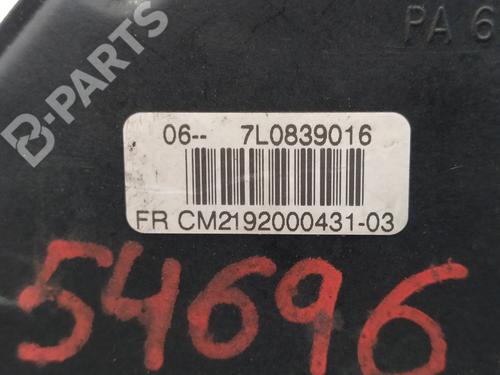 PA 6
06-- 7L0839016
FR CM2192000431-03
54696
B-PARTS